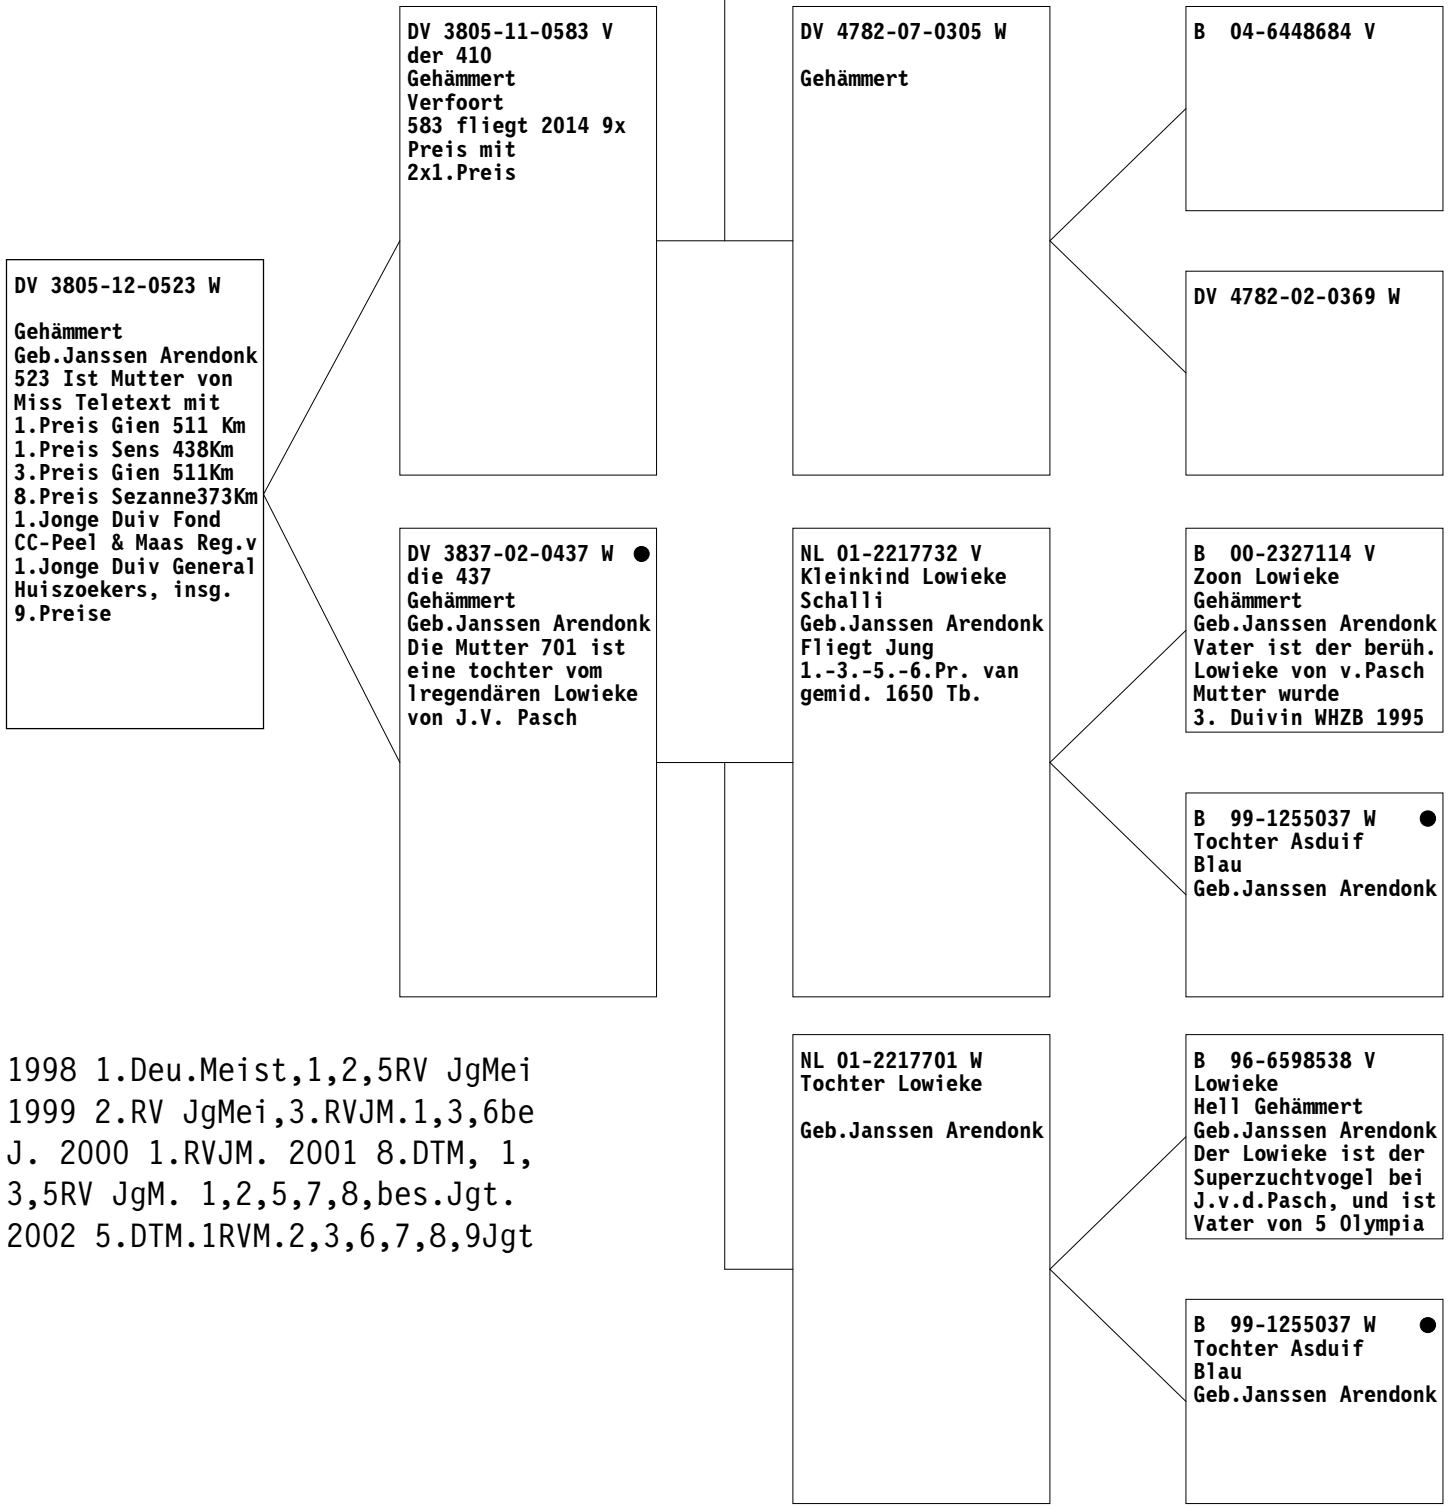 DV 3805-12-0523 W
Gehämmert
Geb.Janssen Arendonk
523 Ist Mutter von
Miss Teletext mit
1.Preis Gien 511 Km
1.Preis Sens 438Km
3.Preis Gien 511Km
8.Preis Sezanne373Km
1.Jonge Duiv Fond
CC-Peel & Maas Reg.v
1.Jonge Duiv General
Huiszoekers, insg.
9.Preise
DV 3805-11-0583 V
der 410
Gehämmert
Verfoort
583 fliegt 2014 9x
Preis mit
2x1.Preis
DV 3837-02-0437 W ●
die 437
Gehämmert
Geb.Janssen Arendonk
Die Mutter 701 ist
eine tochter vom
lregendären Lowieke
von J.V. Pasch
DV 4782-07-0305 W
Gehämmert
NL 01-2217732 V
Kleinkind Lowieke
Schalli
Geb.Janssen Arendonk
Fliegt Jung
1.-3.-5.-6.Pr. van
gemid. 1650 Tb.
NL 01-2217701 W
Tochter Lowieke
Geb.Janssen Arendonk
B 04-6448684 V
DV 4782-02-0369 W
B 00-2327114 V
Zoon Lowieke
Gehämmert
Geb.Janssen Arendonk
Vater ist der berüh.
Lowieke von v.Pasch
Mutter wurde
3. Duivin WHZB 1995
B 99-1255037 W ●
Tochter Asduif
Blau
Geb.Janssen Arendonk
B 96-6598538 V
Lowieke
Hell Gehämmert
Geb.Janssen Arendonk
Der Lowieke ist der
Superzuchtvogel bei
J.v.d.Pasch, und ist
Vater von 5 Olympia
B 99-1255037 W ●
Tochter Asduif
Blau
Geb.Janssen Arendonk
1998 1.Deu.Meist,1,2,5RV JgMei
1999 2.RV JgMei,3.RVJM.1,3,6be
J. 2000 1.RVJM. 2001 8.DTM, 1,
3,5RV JgM. 1,2,5,7,8,bes.Jgt.
2002 5.DTM.1RVM.2,3,6,7,8,9Jgt